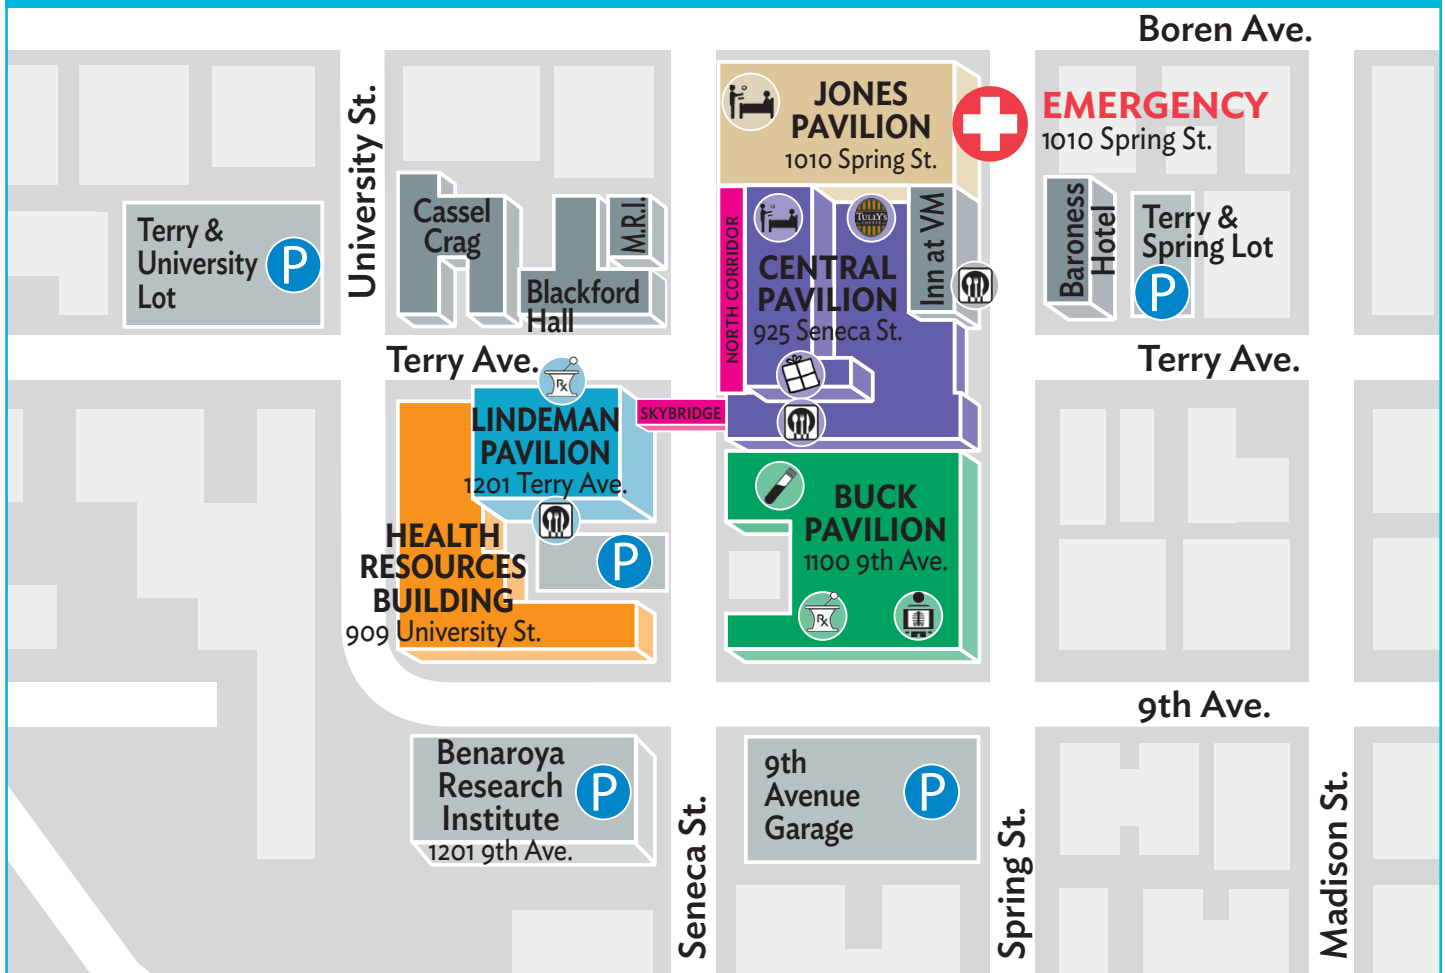 Boren Ave.
University St.
JONES
PAVILION
1010 Spring St.
EMERGENCY
1010 Spring St.
Terry &
University
Lot
P
Cassel
Crag
M.R.I.
Blackford
Hall
NORTH CORRIDOR
TULLY'S
CENTRAL
PAVILION
925 Seneca St.
Inn at VM
Baroness
Hotel
Terry &
Spring Lot
P
Terry Ave.
Terry Ave.
Rx
LINDEMAN
PAVILION
1201 Terry Ave.
SKYBRIDGE
HEALTH
RESOURCES
BUILDING
909 University St.
P
BUCK
PAVILION
1100 9th Ave.
Rx
9th Ave.
Benaroya
Research
Institute
1201 9th Ave.
P
Seneca St.
9th
Avenue
Garage
P
Spring St.
Madison St.